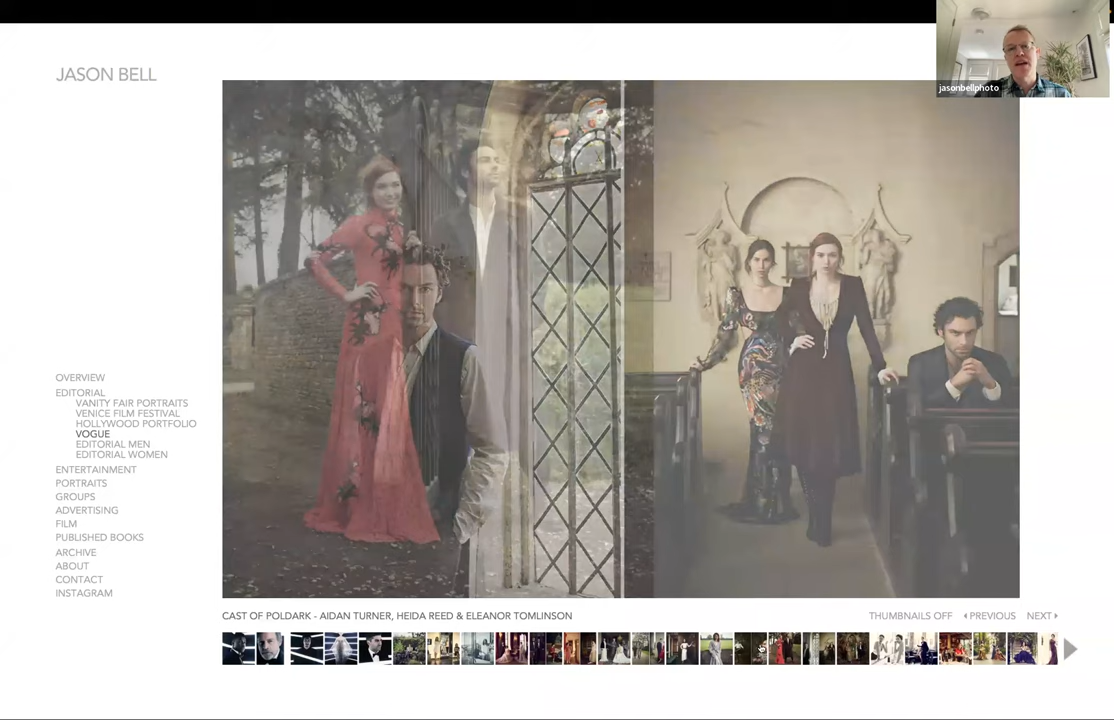 jasonbellphoto
JASON BELL
OVERVIEW
EDITORIAL
VANITY FAIR PORTRAITS
VENICE FILM FESTIVAL
HOLLYWOOD PORTFOLIO
VOGUE
EDITORIAL MEN
EDITORIAL WOMEN
ENTERTAINMENT
PORTRAITS
GROUPS
ADVERTISING
FILM
PUBLISHED BOOKS
ARCHIVE
ABOUT
CONTACT
INSTAGRAM
CAST OF POLDARK - AIDAN TURNER, HEIDA REED & ELEANOR TOMLINSON
THUMBNAILS OFF PREVIOUS NEXT